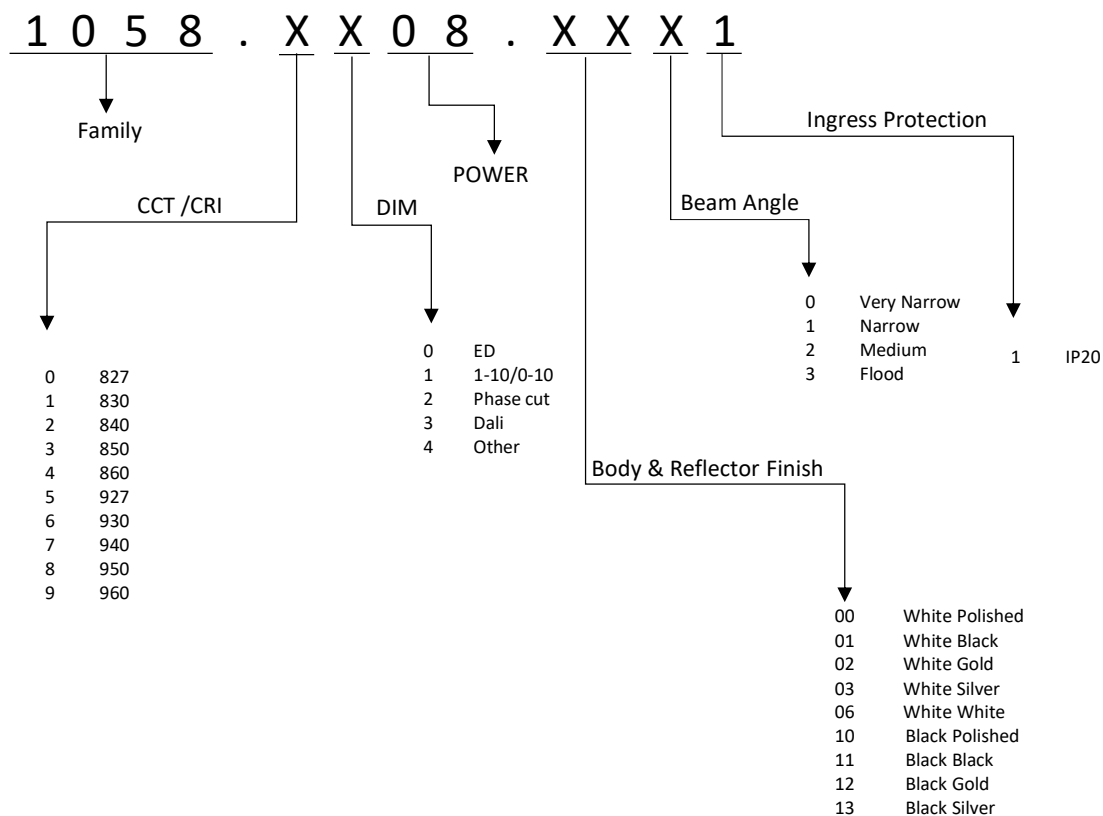 1 0 5 8 . X X 0 8 . X X X 1
Family
POWER
Ingress Protection
CCT /CRI
DIM
Beam Angle
0 827
1 830
2 840
3 850
4 860
5 927
6 930
7 940
8 950
9 960
0 ED
1 1-10/0-10
2 Phase cut
3 Dali
4 Other
0 Very Narrow
1 Narrow
2 Medium
3 Flood
1 IP20
Body & Reflector Finish
00 White Polished
01 White Black
02 White Gold
03 White Silver
06 White White
10 Black Polished
11 Black Black
12 Black Gold
13 Black Silver